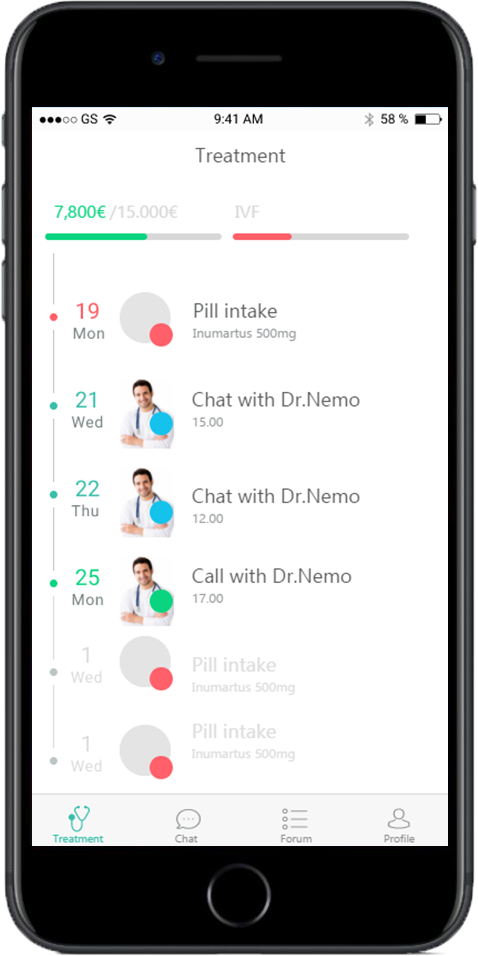 GS 9:41 AM 58 %
Treatment
7,800€ /15.000€ IVF
19 Pill intake
Mon Inumartus 500mg
21 Chat with Dr.Nemo
Wed 15.00
22 Chat with Dr.Nemo
Thu 12.00
25 Call with Dr.Nemo
Mon 17.00
1 Pill intake
Wed Inumartus 500mg
1 Pill intake
Wed Inumartus 500mg
Treatment Chat Forum Profile